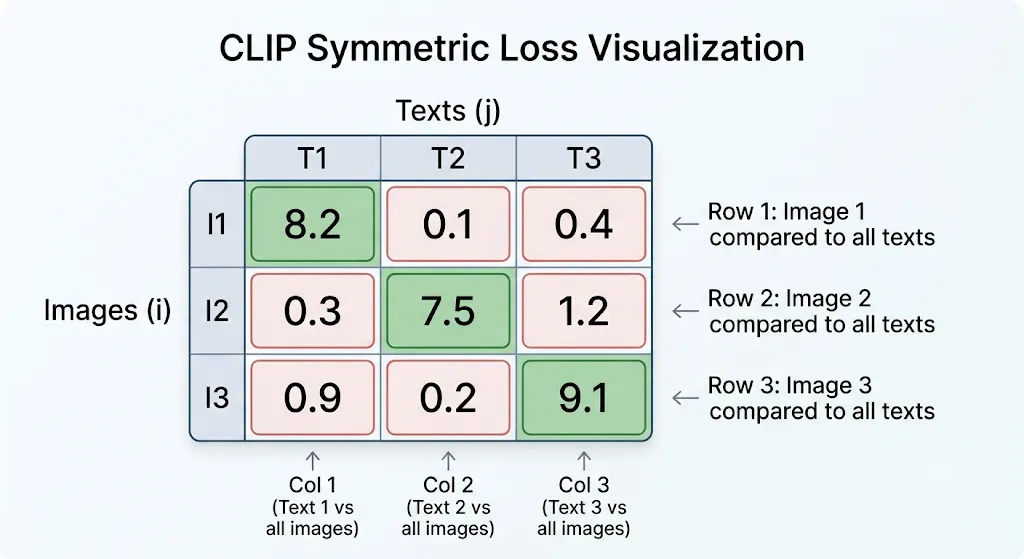 CLIP Symmetric Loss Visualization
Texts (j)
T1 T2 T3
I1 8.2 0.1 0.4
Row 1: Image 1
compared to all texts
Images (i)
I2 0.3 7.5 1.2
Row 2: Image 2
compared to all texts
I3 0.9 0.2 9.1
Row 3: Image 3
compared to all texts
Col 1 Col 2 Col 3
(Text 1 vs (Text 2 vs (Text 3 vs
all images) all images) all images)